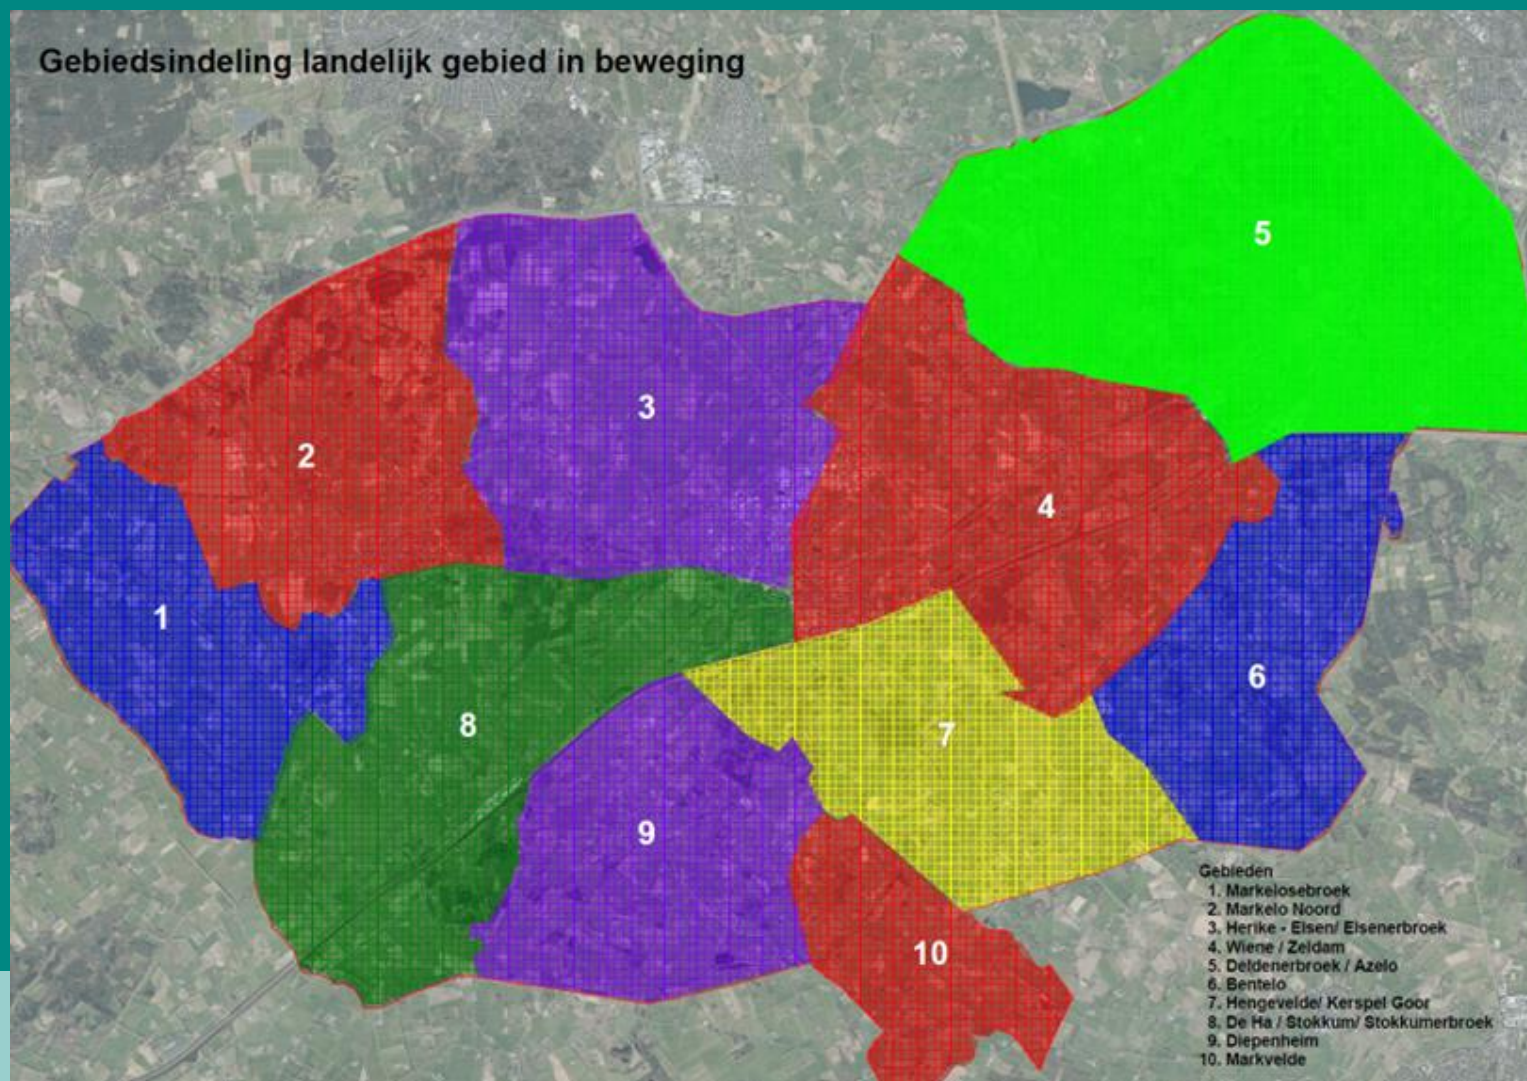 Gebiedsindeling landelijk gebied in beweging
5
3
2
4
1
6
8
7
9
10
Gebieden
1. Markelosebroek
2. Markelo Noord
3. Herike - Elsen/ Elsenerbroek
4. Wiene / Zeldam
5. Deldenerbroek / Azelo
6. Bentelo
7. Hengevelde/ Kerspel Goor
8. De Ha / Stokkum/ Stokkumerbroek
9. Diepenheim
10. Markvelde